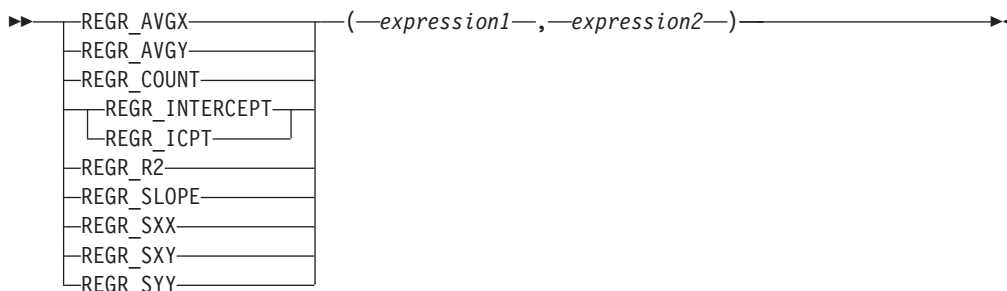 REGR_AVGX ( expression1 , expression2 )
REGR_AVGY
REGR_COUNT
REGR_INTERCEPT
REGR_ICPT
REGR_R2
REGR_SLOPE
REGR_SXX
REGR_SXY
REGR_SYY